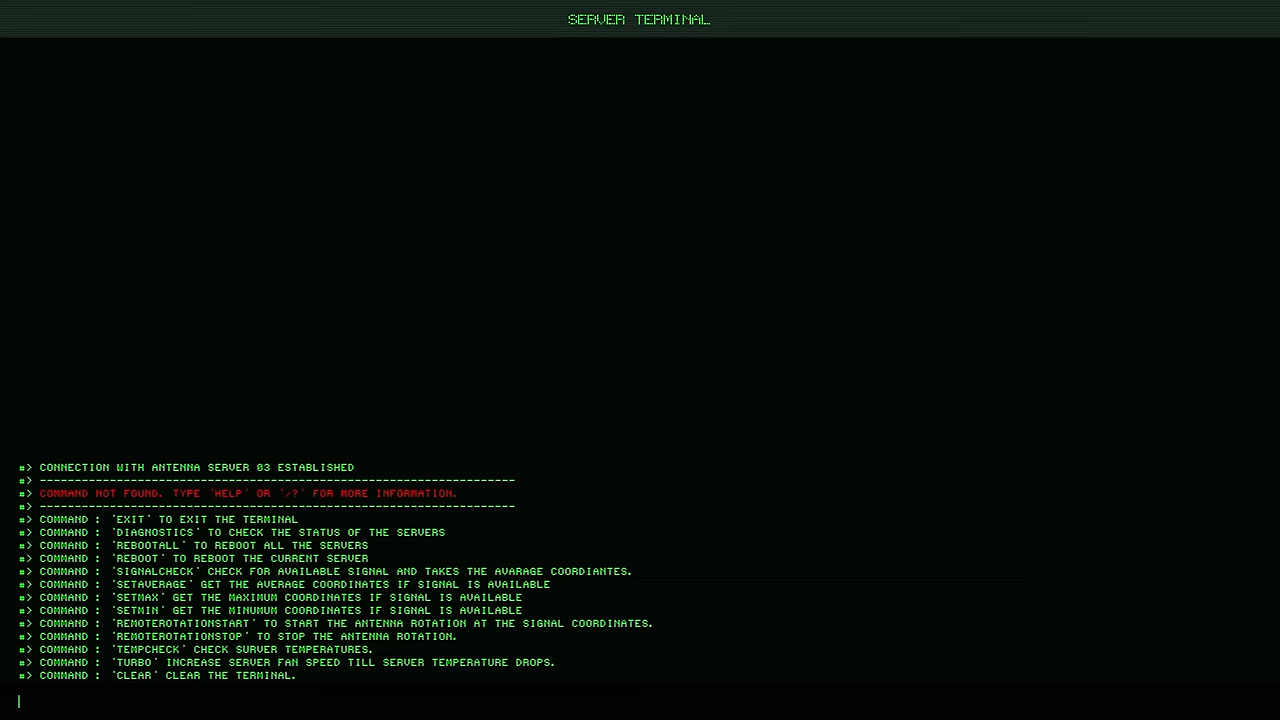 SERVER TERMINAL
#> CONNECTION WITH ANTENNA SERVER 03 ESTABLISHED
#> --------------------------------------------------------------------
#> COMMAND NOT FOUND. TYPE 'HELP' OR '/?' FOR MORE INFORMATION.
#> --------------------------------------------------------------------
#> COMMAND : 'EXIT' TO EXIT THE TERMINAL
#> COMMAND : 'DIAGNOSTICS' TO CHECK THE STATUS OF THE SERVERS
#> COMMAND : 'REBOOTALL' TO REBOOT ALL THE SERVERS
#> COMMAND : 'REBOOT' TO REBOOT THE CURRENT SERVER
#> COMMAND : 'SIGNALCHECK' CHECK FOR AVAILABLE SIGNAL AND TAKES THE AVARAGE COORDIANTES.
#> COMMAND : 'SETAVERAGE' GET THE AVERAGE COORDINATES IF SIGNAL IS AVAILABLE
#> COMMAND : 'SETMAX' GET THE MAXIMUM COORDINATES IF SIGNAL IS AVAILABLE
#> COMMAND : 'SETMIN' GET THE MINUMUM COORDINATES IF SIGNAL IS AVAILABLE
#> COMMAND : 'REMOTEROTATIONSTART' TO START THE ANTENNA ROTATION AT THE SIGNAL COORDINATES.
#> COMMAND : 'REMOTEROTATIONSTOP' TO STOP THE ANTENNA ROTATION.
#> COMMAND : 'TEMPCHECK' CHECK SURVER TEMPERATURES.
#> COMMAND : 'TURBO' INCREASE SERVER FAN SPEED TILL SERVER TEMPERATURE DROPS.
#> COMMAND : 'CLEAR' CLEAR THE TERMINAL.